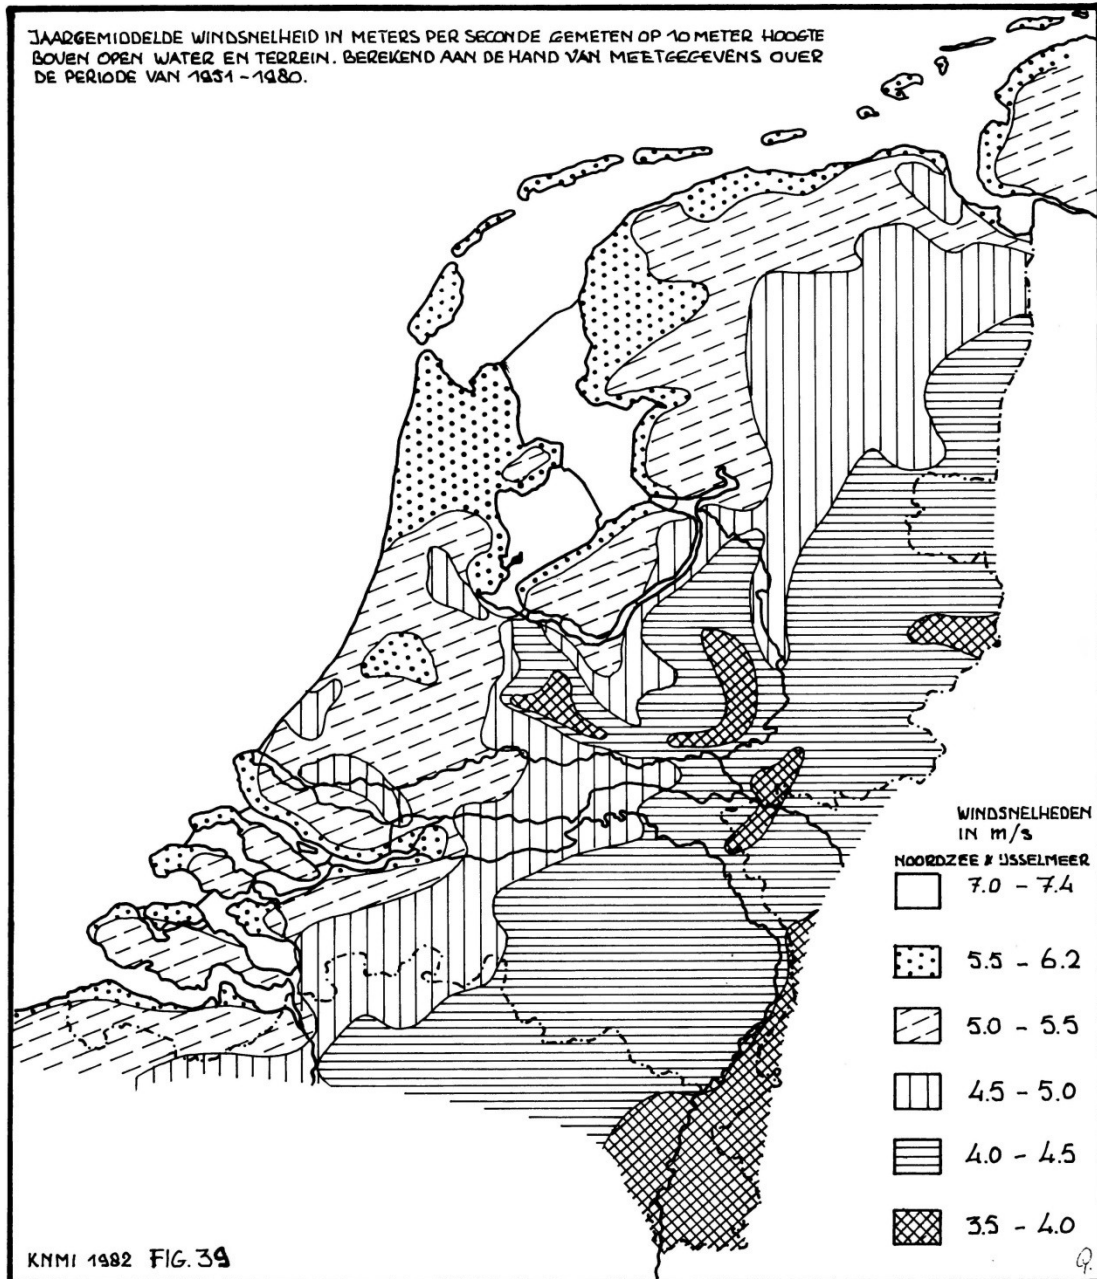 JAARGEMIDDELDE WINDSNELHEID IN METERS PER SECONDE GEMETEN OP 10 METER HOOGTE
BOVEN OPEN WATER EN TERREIN. BEREKEND AAN DE HAND VAN MEETGEGEVENS OVER
DE PERIODE VAN 1951 - 1980.
WINDSNELHEDEN
IN m/s
NOORDZEE & IJSSELMEER
7.0 - 7.4
5.5 - 6.2
5.0 - 5.5
4.5 - 5.0
4.0 - 4.5
3.5 - 4.0
KNMI 1982 FIG. 39